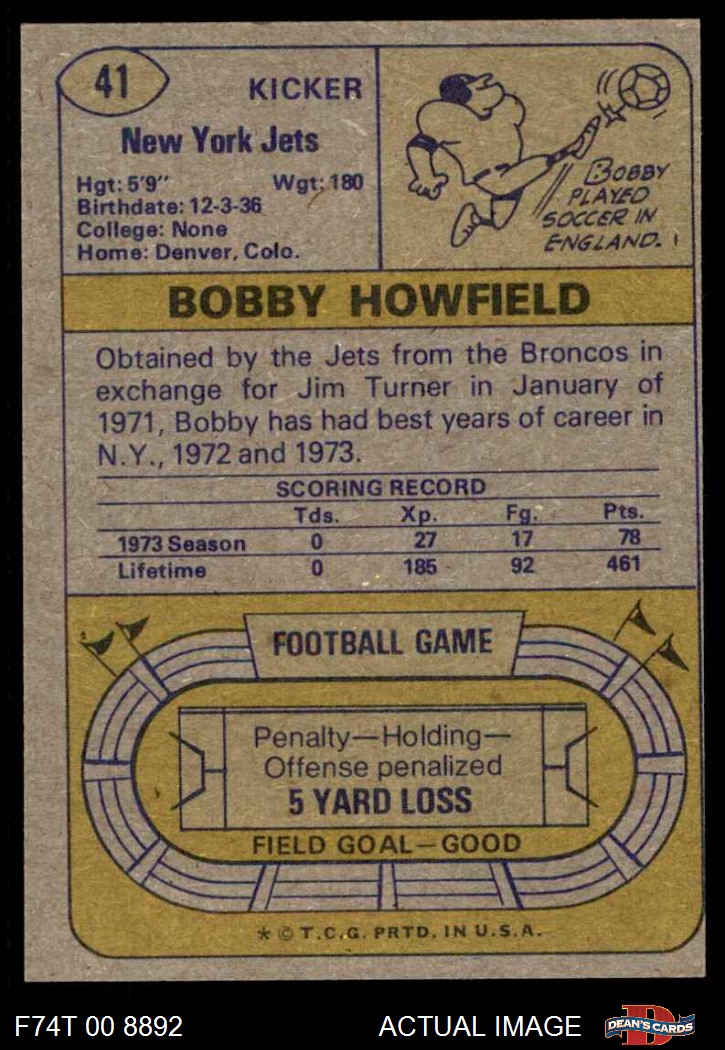 41
KICKER
New York Jets
Hgt: 5'9" Wgt: 180
Birthdate: 12-3-36
College: None
Home: Denver, Colo.
BOBBY
PLAYED
SOCCER IN
ENGLAND.
BOBBY HOWFIELD
Obtained by the Jets from the Broncos in
exchange for Jim Turner in January of
1971, Bobby has had best years of career in
N.Y., 1972 and 1973.
SCORING RECORD
Tds. Xp. Fg. Pts.
1973 Season 0 27 17 78
Lifetime 0 185 92 461
FOOTBALL GAME
Penalty—Holding—
Offense penalized
5 YARD LOSS
FIELD GOAL—GOOD
* © T.C.G. PRTD. IN U.S.A.
F74T 00 8892 ACTUAL IMAGE
D
DEAN'S CARDS